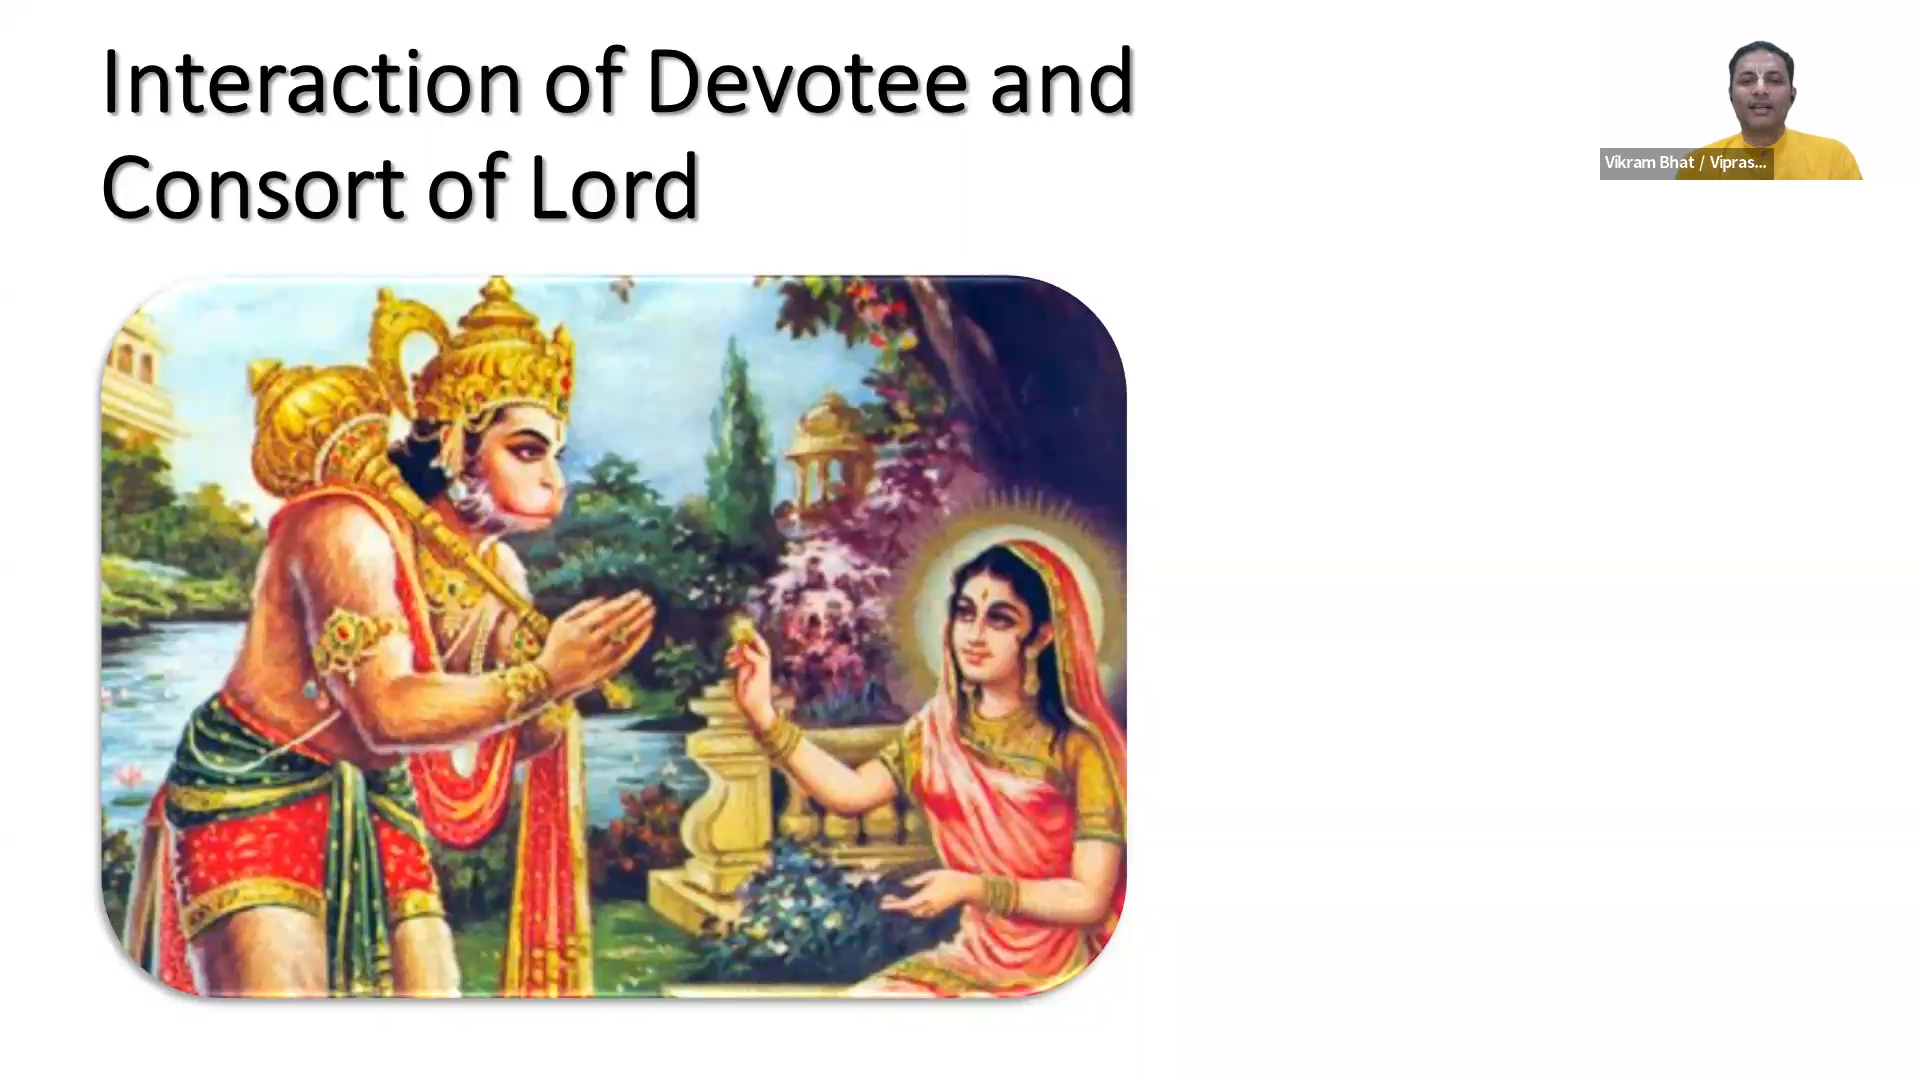 Interaction of Devotee and
Consort of Lord
Vikram Bhat / Vipras...